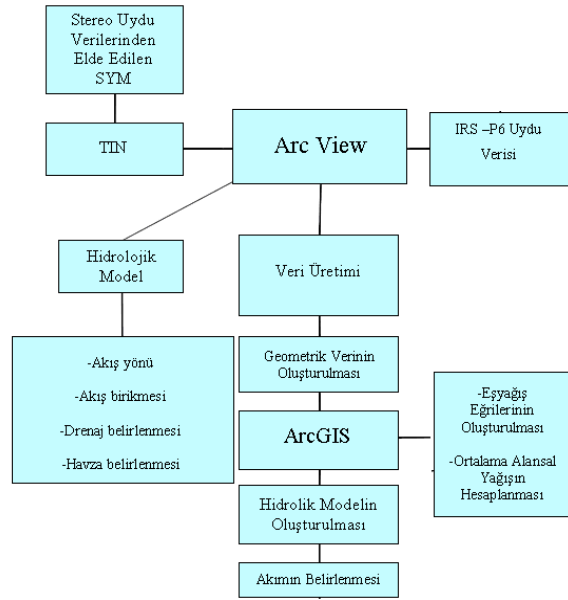 Stereo Uydu
Verilerinden
Elde Edilen
SYM
TIN
Arc View
IRS –P6 Uydu
Verisi
Hidrolojik
Model
Veri Üretimi
-Akış yönü
-Akış birikmesi
-Drenaj belirlenmesi
-Havza belirlenmesi
Geometrik Verinin
Oluşturulması
ArcGIS
-Eşyağış
Eğrilerinin
Oluşturulması
-Ortalama Alansal
Yağışın
Hesaplanması
Hidrolik Modelin
Oluşturulması
Akımın Belirlenmesi